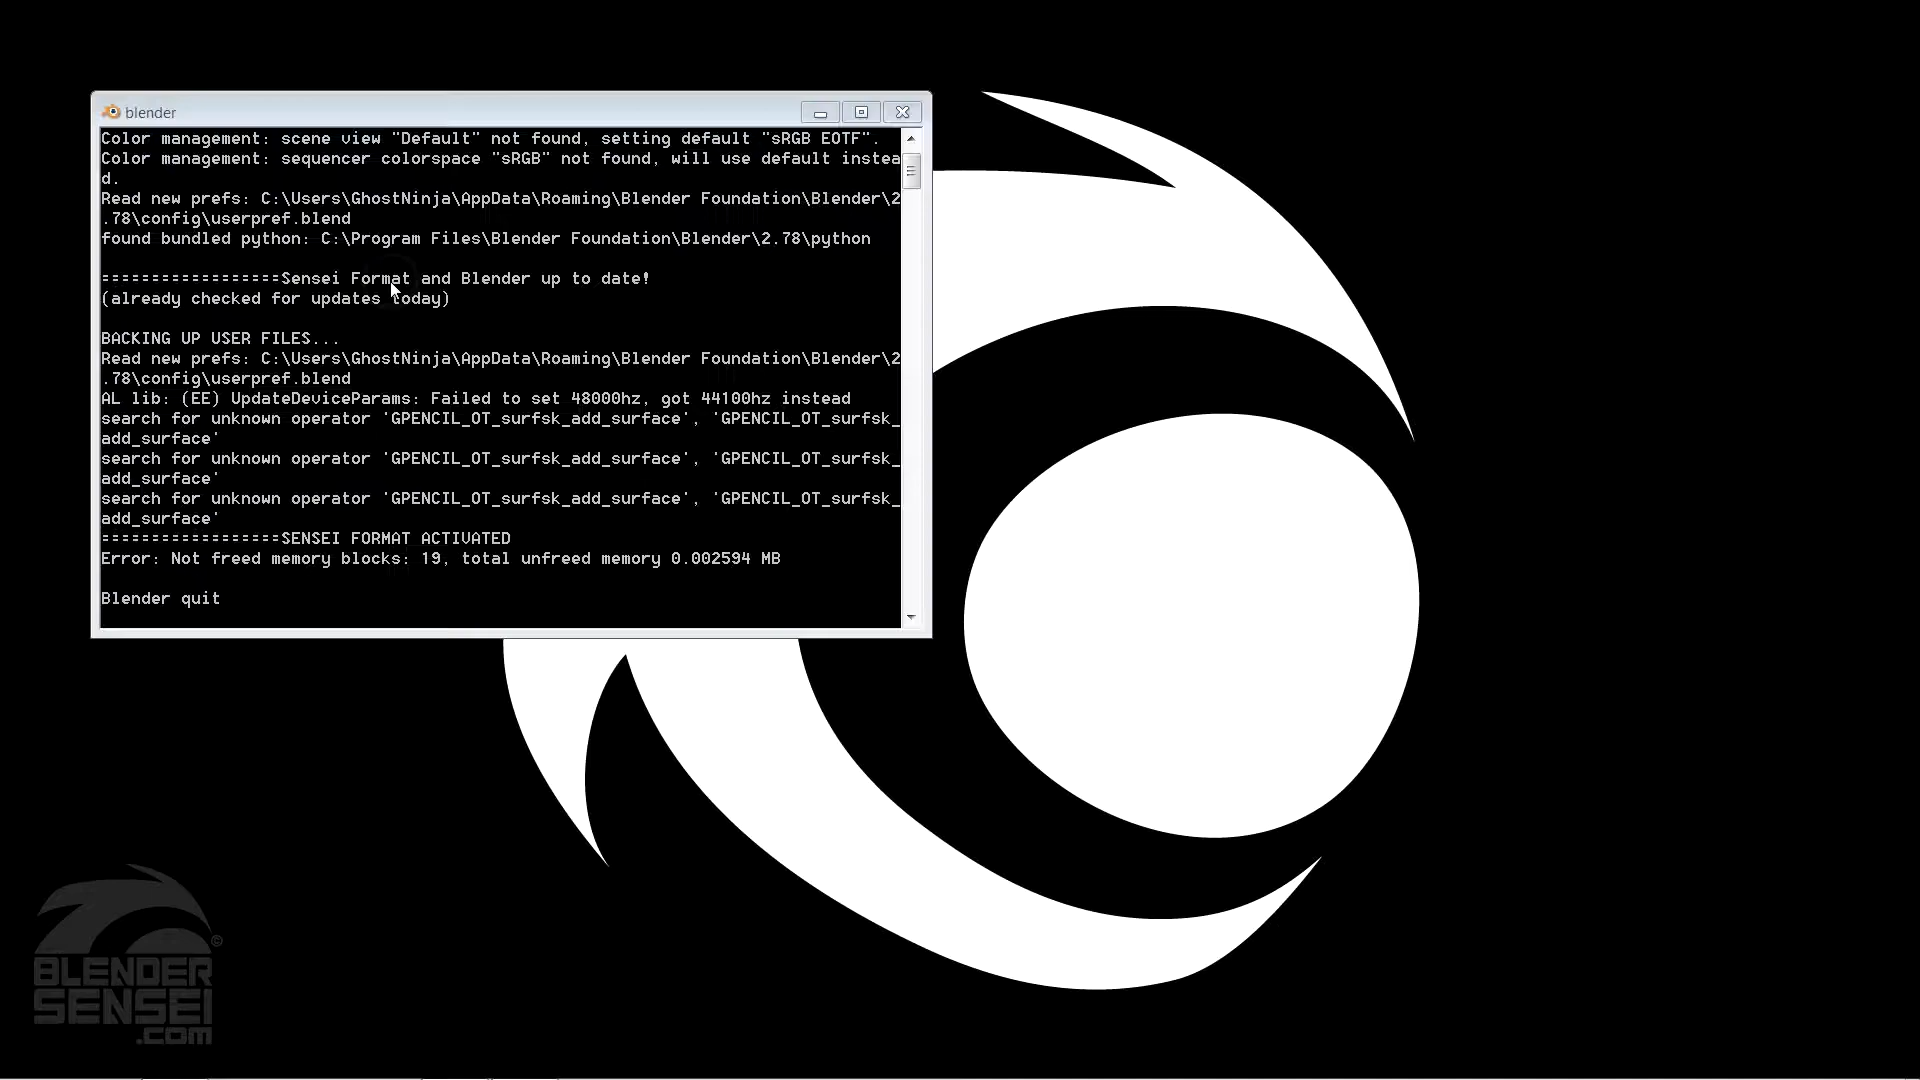 blender
Color management: scene view "Default" not found, setting default "sRGB EOTF".
Color management: sequencer colorspace "sRGB" not found, will use default instea
d.
Read new prefs: C:\Users\GhostNinja\AppData\Roaming\Blender Foundation\Blender\2
.78\config\userpref.blend
found bundled python: C:\Program Files\Blender Foundation\Blender\2.78\python
==================Sensei Format and Blender up to date!
(already checked for updates today)
BACKING UP USER FILES...
Read new prefs: C:\Users\GhostNinja\AppData\Roaming\Blender Foundation\Blender\2
.78\config\userpref.blend
AL lib: (EE) UpdateDeviceParams: Failed to set 48000hz, got 44100hz instead
search for unknown operator 'GPENCIL_OT_surfsk_add_surface', 'GPENCIL_OT_surfsk_
add_surface'
search for unknown operator 'GPENCIL_OT_surfsk_add_surface', 'GPENCIL_OT_surfsk_
add_surface'
search for unknown operator 'GPENCIL_OT_surfsk_add_surface', 'GPENCIL_OT_surfsk_
add_surface'
==================SENSEI FORMAT ACTIVATED
Error: Not freed memory blocks: 19, total unfreed memory 0.002594 MB
Blender quit
©
BLENDER
SENSEI
.COM